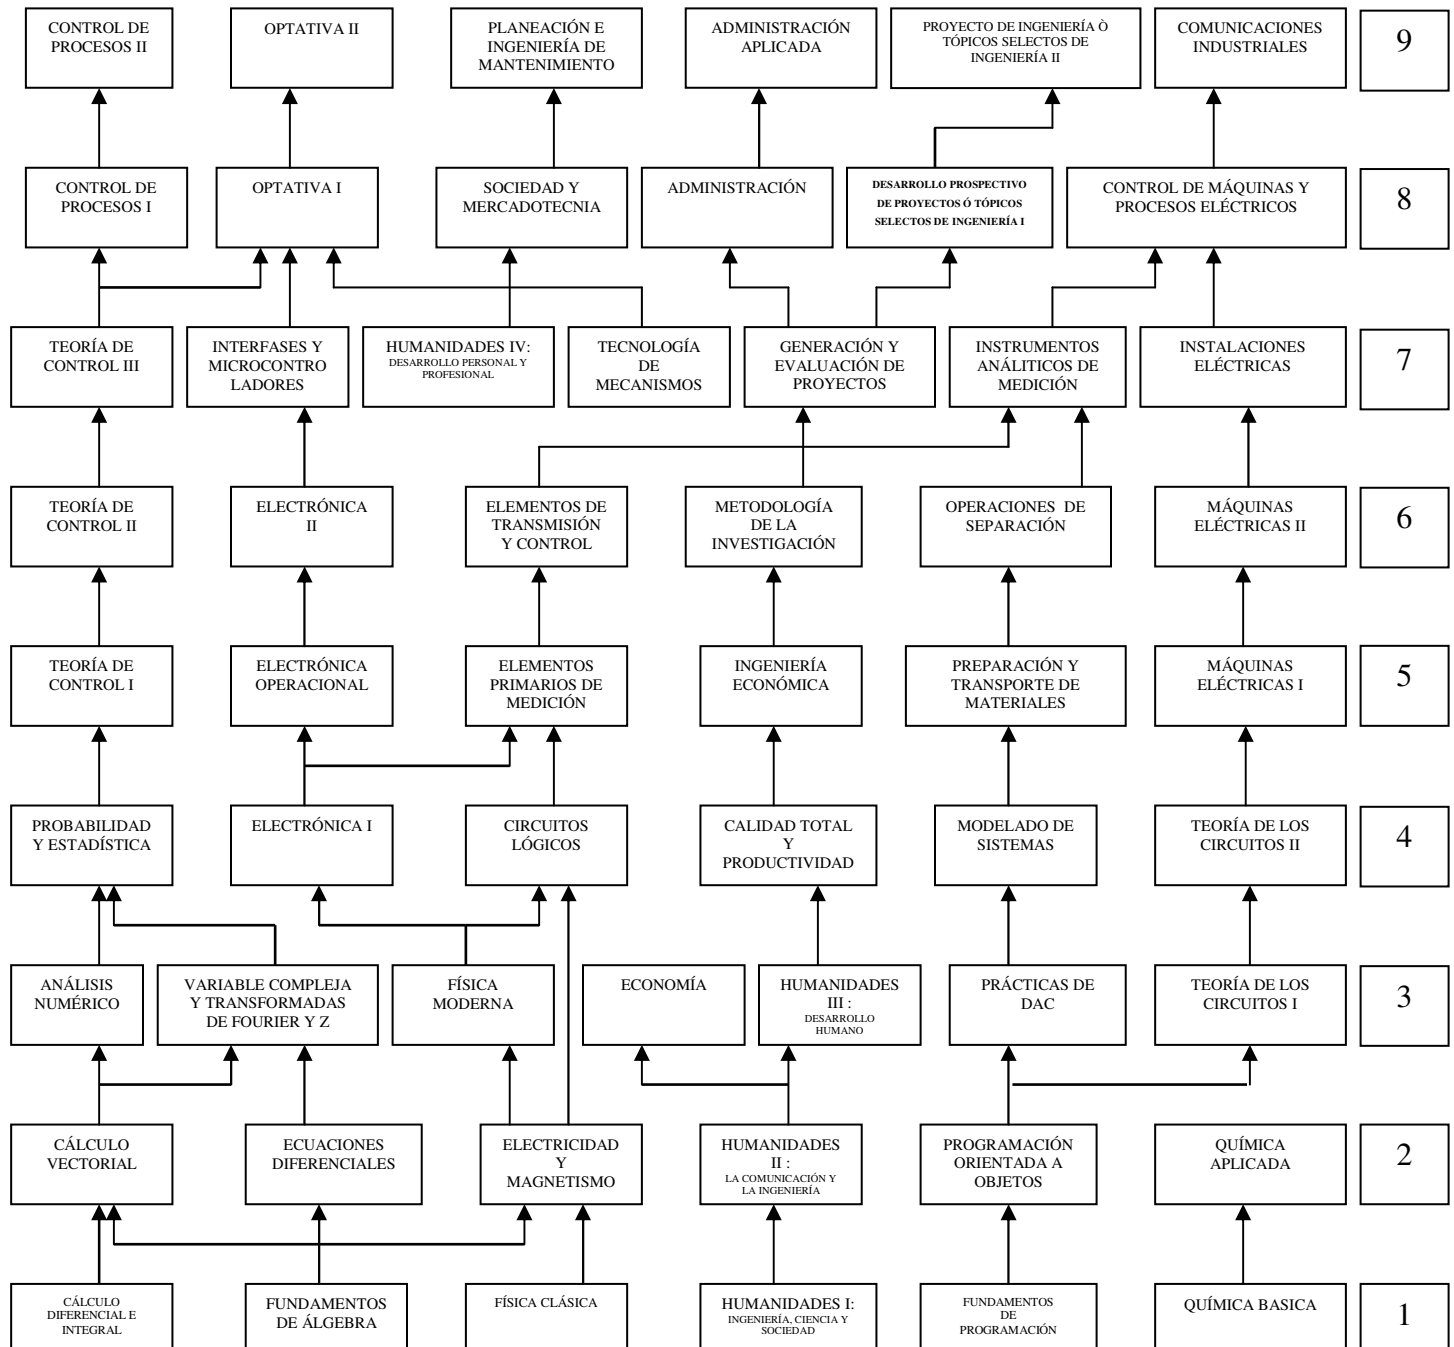 CONTROL DE
PROCESOS II
OPTATIVA II
PLANEACIÓN E
INGENIERÍA DE
MANTENIMIENTO
ADMINISTRACIÓN
APLICADA
PROYECTO DE INGENIERÍA Ò
TÓPICOS SELECTOS DE
INGENIERÍA II
COMUNICACIONES
INDUSTRIALES
9
CONTROL DE
PROCESOS I
OPTATIVA I
SOCIEDAD Y
MERCADOTECNIA
ADMINISTRACIÓN
DESARROLLO PROSPECTIVO
DE PROYECTOS Ó TÓPICOS
SELECTOS DE INGENIERÍA I
CONTROL DE MÁQUINAS Y
PROCESOS ELÉCTRICOS
8
TEORÍA DE
CONTROL III
INTERFASES Y
MICROCONTRO
LADORES
HUMANIDADES IV:
DESARROLLO PERSONAL Y
PROFESIONAL
TECNOLOGÍA
DE
MECANISMOS
GENERACIÓN Y
EVALUACIÓN DE
PROYECTOS
INSTRUMENTOS
ANÁLITICOS DE
MEDICIÓN
INSTALACIONES
ELÉCTRICAS
7
TEORÍA DE
CONTROL II
ELECTRÓNICA
II
ELEMENTOS DE
TRANSMISIÓN
Y CONTROL
METODOLOGÍA
DE LA
INVESTIGACIÓN
OPERACIONES DE
SEPARACIÓN
MÁQUINAS
ELÉCTRICAS II
6
TEORÍA DE
CONTROL I
ELECTRÓNICA
OPERACIONAL
ELEMENTOS
PRIMARIOS DE
MEDICIÓN
INGENIERÍA
ECONÓMICA
PREPARACIÓN Y
TRANSPORTE DE
MATERIALES
MÁQUINAS
ELÉCTRICAS I
5
PROBABILIDAD
Y ESTADÍSTICA
ELECTRÓNICA I
CIRCUITOS
LÓGICOS
CALIDAD TOTAL
Y
PRODUCTIVIDAD
MODELADO DE
SISTEMAS
TEORÍA DE LOS
CIRCUITOS II
4
ANÁLISIS
NUMÉRICO
VARIABLE COMPLEJA
Y TRANSFORMADAS
DE FOURIER Y Z
FÍSICA
MODERNA
ECONOMÍA
HUMANIDADES
III :
DESARROLLO
HUMANO
PRÁCTICAS DE
DAC
TEORÍA DE LOS
CIRCUITOS I
3
CÁLCULO
VECTORIAL
ECUACIONES
DIFERENCIALES
ELECTRICIDAD
Y
MAGNETISMO
HUMANIDADES
II :
LA COMUNICACIÓN Y
LA INGENIERÍA
PROGRAMACIÓN
ORIENTADA A
OBJETOS
QUÍMICA
APLICADA
2
CÁLCULO
DIFERENCIAL E
INTEGRAL
FUNDAMENTOS
DE ÁLGEBRA
FÍSICA CLÁSICA
HUMANIDADES I:
INGENIERÍA, CIENCIA Y
SOCIEDAD
FUNDAMENTOS
DE
PROGRAMACIÓN
QUÍMICA BASICA
1